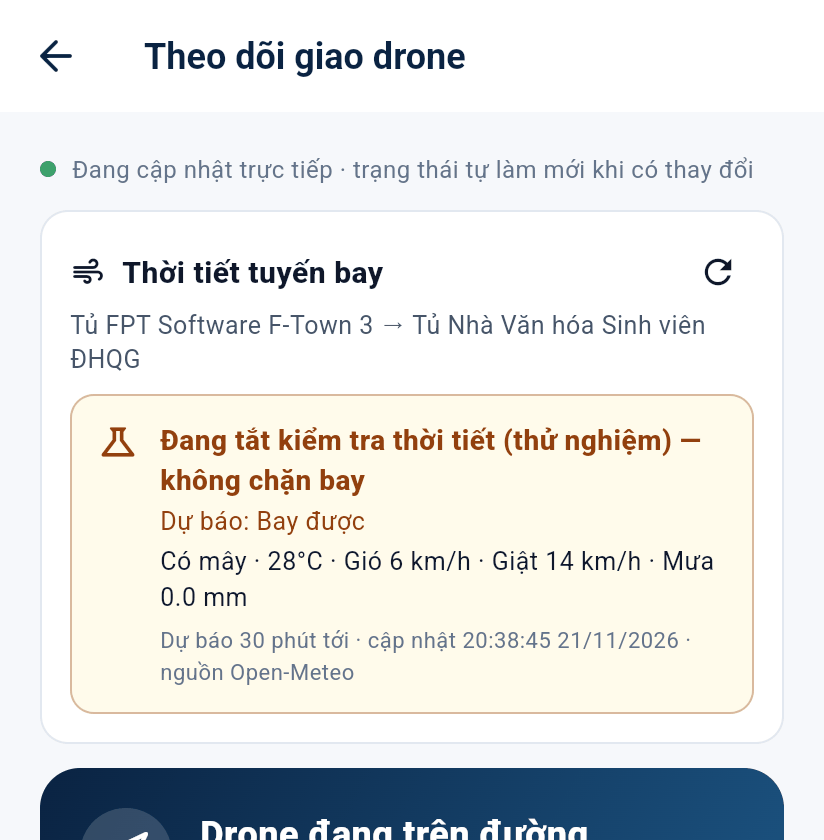 Theo dõi giao drone
Đang cập nhật trực tiếp · trạng thái tự làm mới khi có thay đổi
Thời tiết tuyến bay
Tủ FPT Software F-Town 3 → Tủ Nhà Văn hóa Sinh viên
ĐHQG
Đang tắt kiểm tra thời tiết (thử nghiệm) —
không chặn bay
Dự báo: Bay được
Có mây · 28°C · Gió 6 km/h · Giật 14 km/h · Mưa
0.0 mm
Dự báo 30 phút tới · cập nhật 20:38:45 21/11/2026 ·
nguồn Open-Meteo
Drone đang trên đường